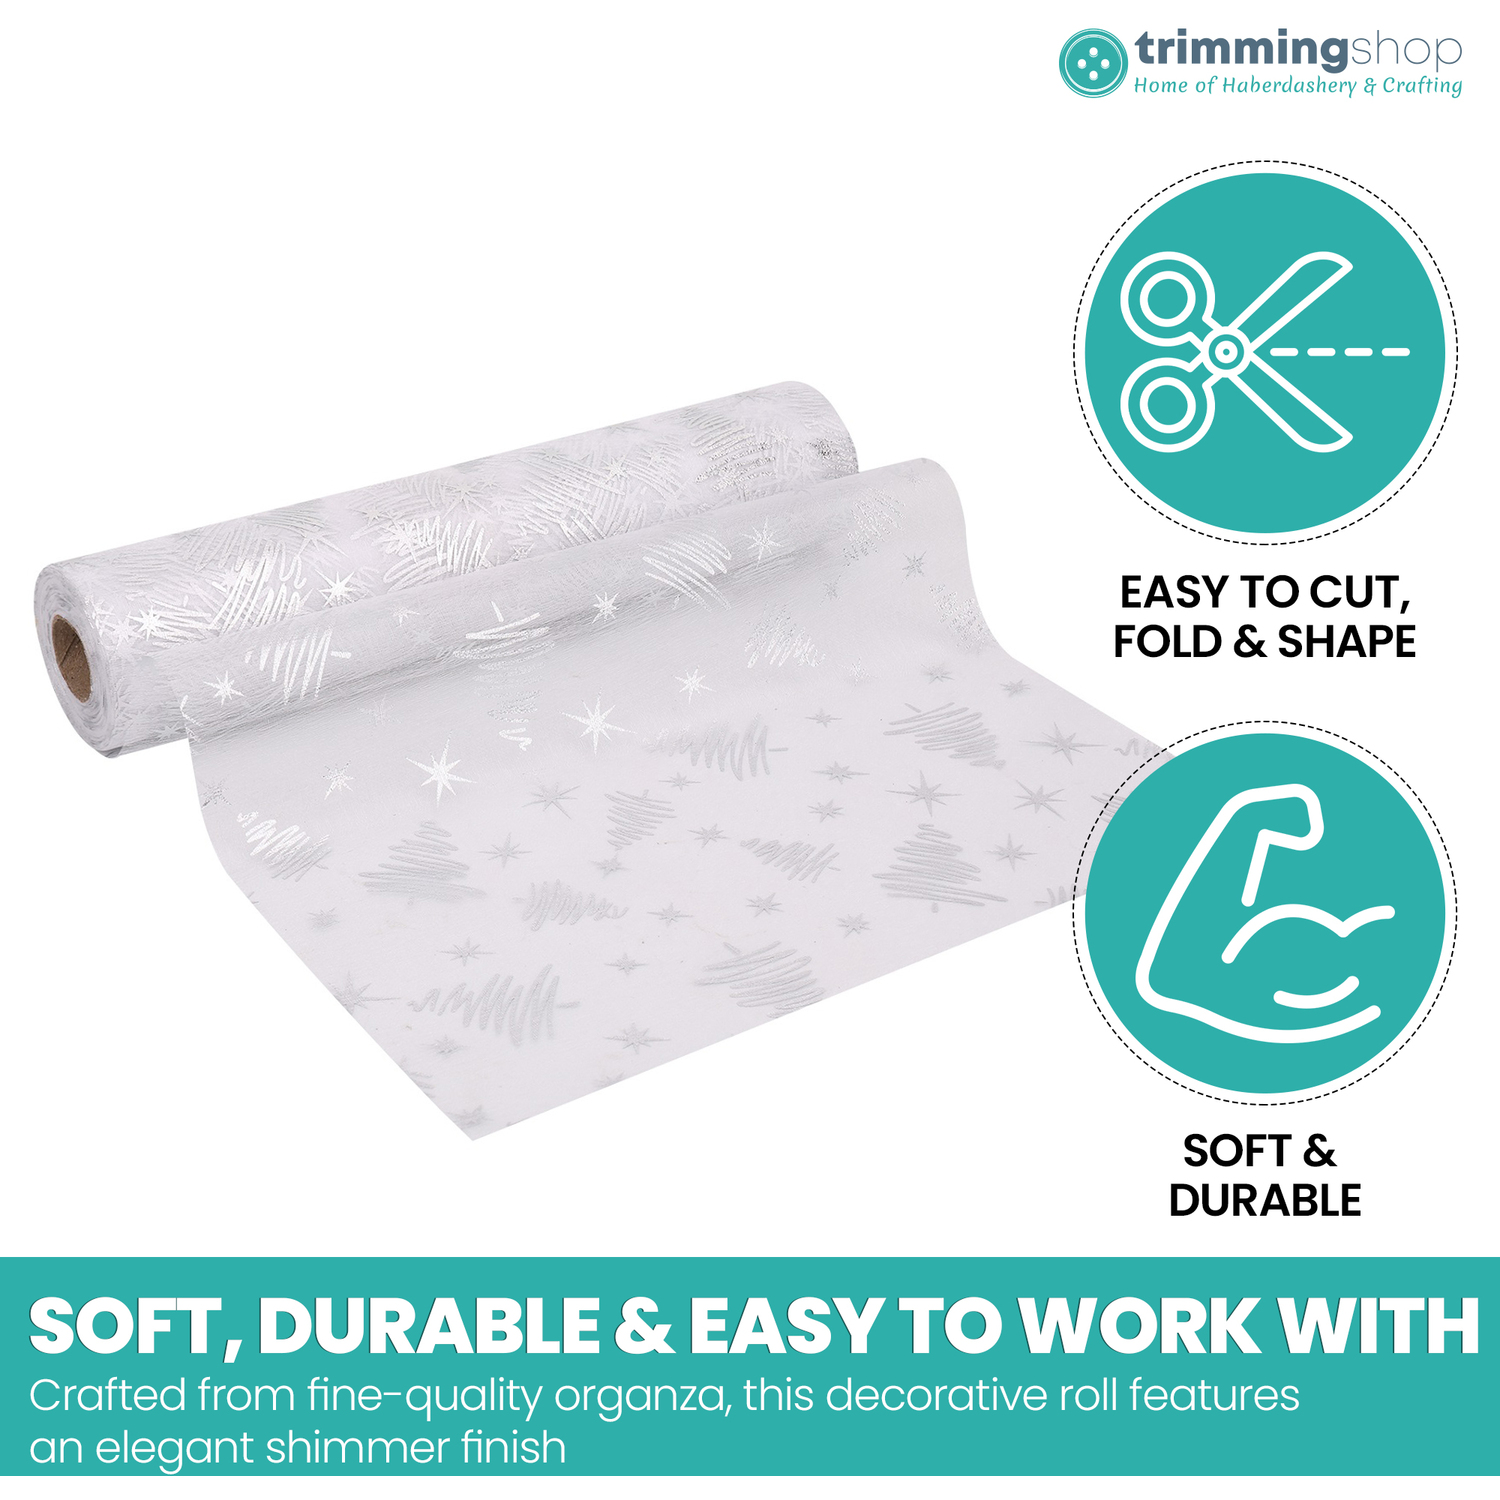 trimmingshop
Home of Haberdashery & Crafting
EASY TO CUT,
FOLD & SHAPE
SOFT &
DURABLE
SOFT, DURABLE & EASY TO WORK WITH
Crafted from fine-quality organza, this decorative roll features
an elegant shimmer finish